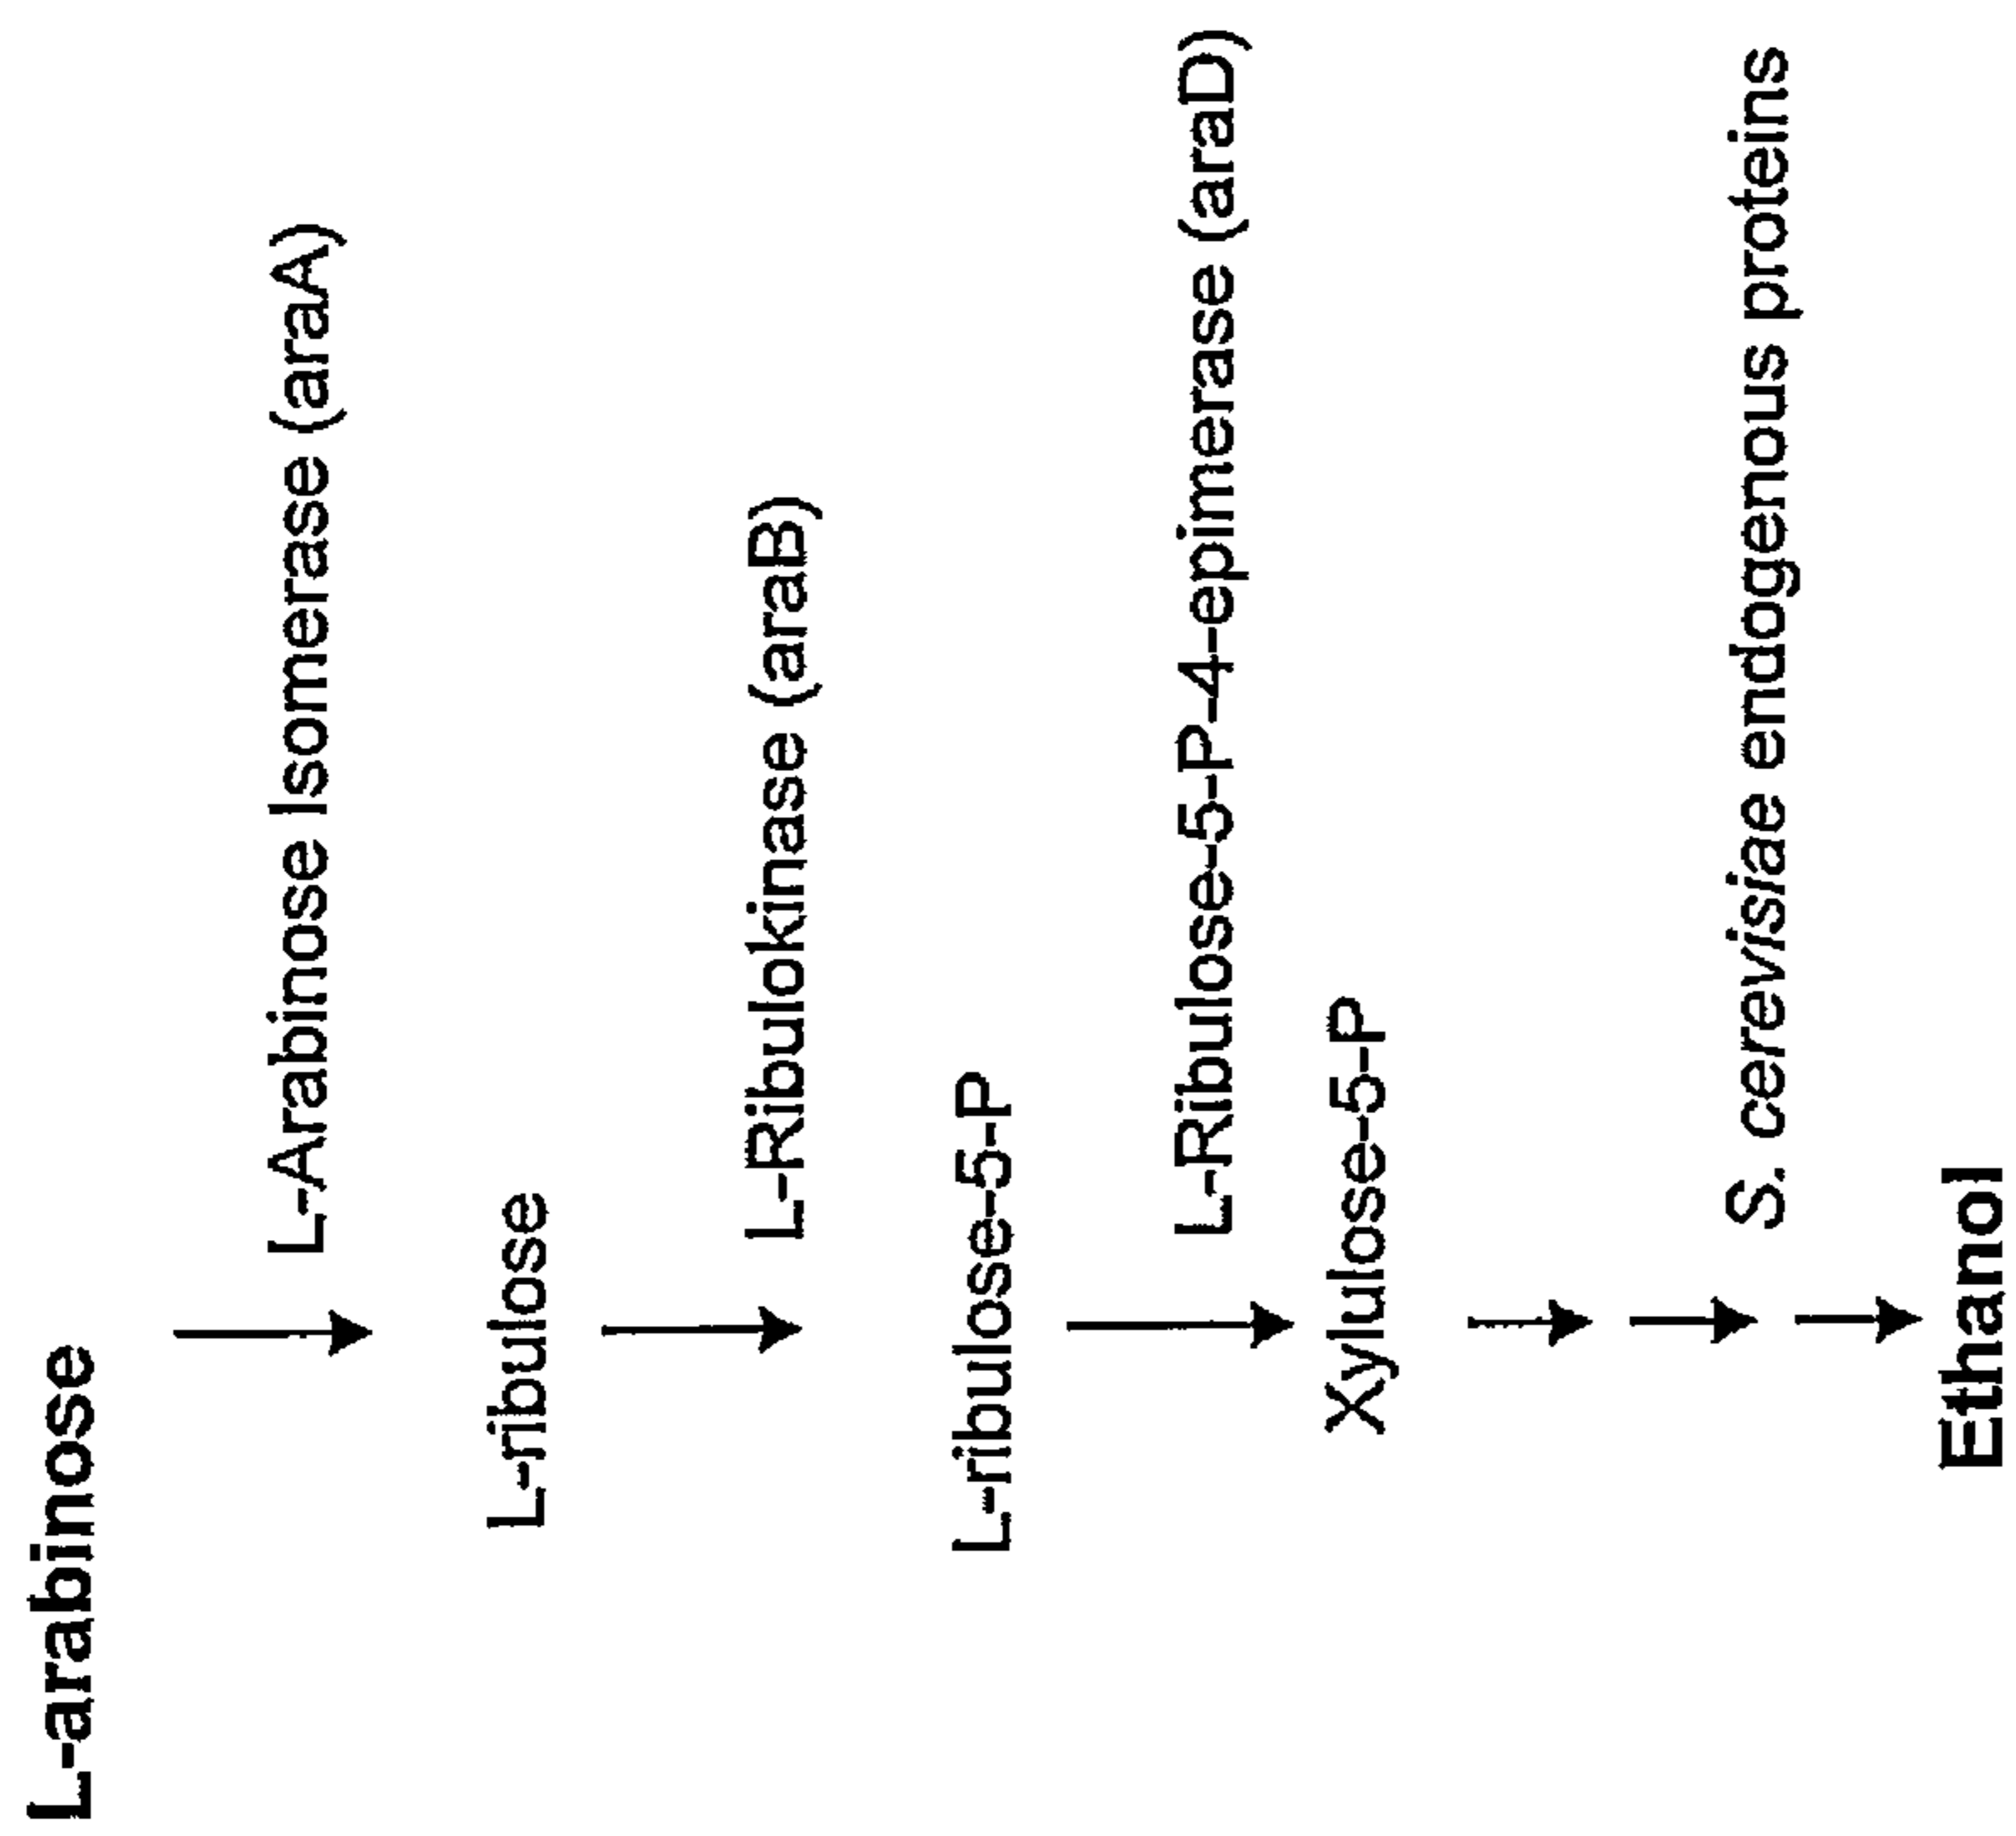 L-arabinose
L-Arabinose Isomerase (araA)
L-ribulose
L-Ribulokinase (araB)
L-ribulose-5-P
L-Ribulose-5-P-4-epimerase (araD)
Xylulose-5-P
S. cerevisiae endogenous proteins
Ethanol